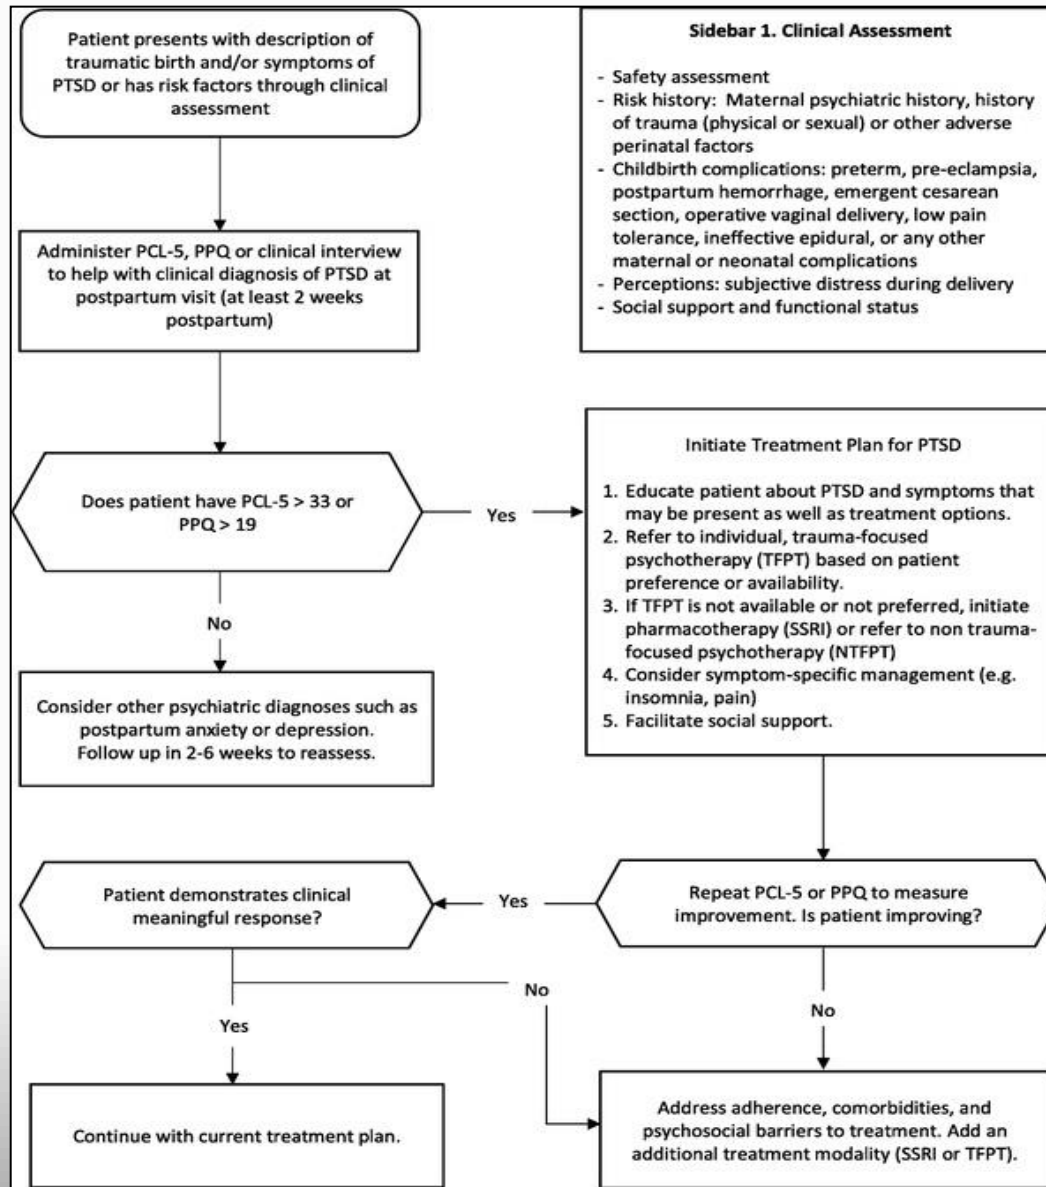 Patient presents with description of
traumatic birth and/or symptoms of
PTSD or has risk factors through clinical
assessment
Sidebar 1. Clinical Assessment
- Safety assessment
- Risk history: Maternal psychiatric history, history
of trauma (physical or sexual) or other adverse
perinatal factors
- Childbirth complications: preterm, pre-eclampsia,
postpartum hemorrhage, emergent cesarean
section, operative vaginal delivery, low pain
tolerance, ineffective epidural, or any other
maternal or neonatal complications
- Perceptions: subjective distress during delivery
- Social support and functional status
Administer PCL-5, PPQ or clinical interview
to help with clinical diagnosis of PTSD at
postpartum visit (at least 2 weeks
postpartum)
Does patient have PCL-5 > 33 or
PPQ > 19
Yes
Initiate Treatment Plan for PTSD
1. Educate patient about PTSD and symptoms that
may be present as well as treatment options.
2. Refer to individual, trauma-focused
psychotherapy (TFPT) based on patient
preference or availability.
3. If TFPT is not available or not preferred, initiate
pharmacotherapy (SSRI) or refer to non trauma-
focused psychotherapy (NTFPT)
4. Consider symptom-specific management (e.g.
insomnia, pain)
5. Facilitate social support.
No
Consider other psychiatric diagnoses such as
postpartum anxiety or depression.
Follow up in 2-6 weeks to reassess.
Repeat PCL-5 or PPQ to measure
improvement. Is patient improving?
Yes
Patient demonstrates clinical
meaningful response?
No
No
Yes
Continue with current treatment plan.
Address adherence, comorbidities, and
psychosocial barriers to treatment. Add an
additional treatment modality (SSRI or TFPT).